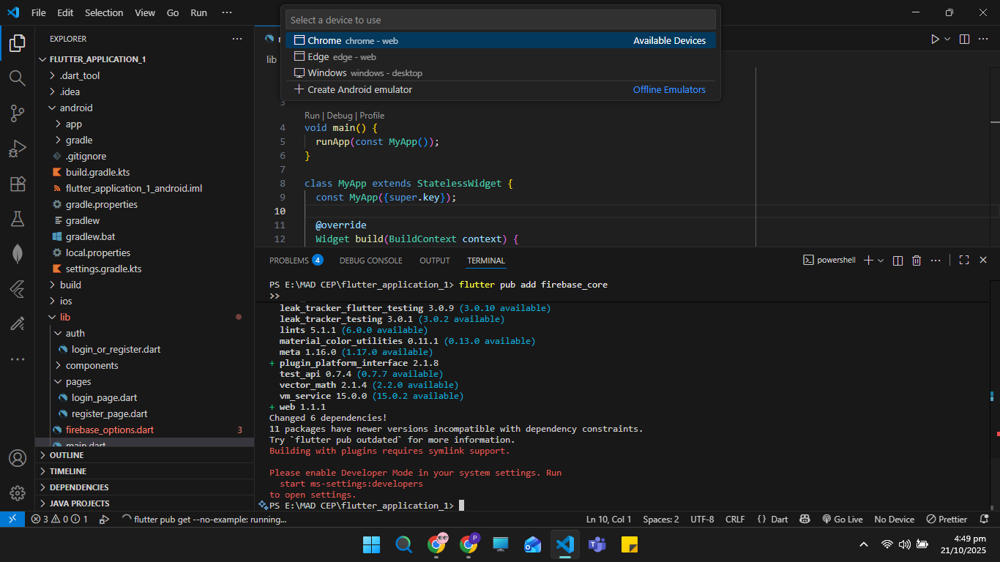 File Edit Selection View Go Run ···
Select a device to use
Chrome chrome - web Available Devices
Edge edge - web
Windows windows - desktop
Create Android emulator Offline Emulators
EXPLORER
FLUTTER_APPLICATION_1
.dart_tool
.idea
android
app
gradle
.gitignore
build.gradle.kts
flutter_application_1_android.iml
gradle.properties
gradlew
gradlew.bat
local.properties
settings.gradle.kts
build
ios
lib
auth
login_or_register.dart
components
pages
login_page.dart
register_page.dart
firebase_options.dart 3
main.dart
OUTLINE
TIMELINE
DEPENDENCIES
JAVA PROJECTS
lib
3
Run | Debug | Profile
4 void main() {
5 runApp(const MyApp());
6 }
7
8 class MyApp extends StatelessWidget {
9 const MyApp({super.key});
10
11 @override
12 Widget build(BuildContext context) {
PROBLEMS 4 DEBUG CONSOLE OUTPUT TERMINAL powershell
PS E:\MAD CEP\flutter_application_1> flutter pub add firebase_core
>>
leak_tracker_flutter_testing 3.0.9 (3.0.10 available)
leak_tracker_testing 3.0.1 (3.0.2 available)
lints 5.1.1 (6.0.0 available)
material_color_utilities 0.11.1 (0.13.0 available)
meta 1.16.0 (1.17.0 available)
+ plugin_platform_interface 2.1.8
test_api 0.7.4 (0.7.7 available)
vector_math 2.1.4 (2.2.0 available)
vm_service 15.0.0 (15.0.2 available)
+ web 1.1.1
Changed 6 dependencies!
11 packages have newer versions incompatible with dependency constraints.
Try `flutter pub outdated` for more information.
Building with plugins requires symlink support.
Please enable Developer Mode in your system settings. Run
start ms-settings:developers
to open settings.
PS E:\MAD CEP\flutter_application_1>
3 0 1 flutter pub get --no-example: running... Ln 10, Col 1 Spaces: 2 UTF-8 CRLF {} Dart Go Live No Device Prettier
4:49 pm
21/10/2025